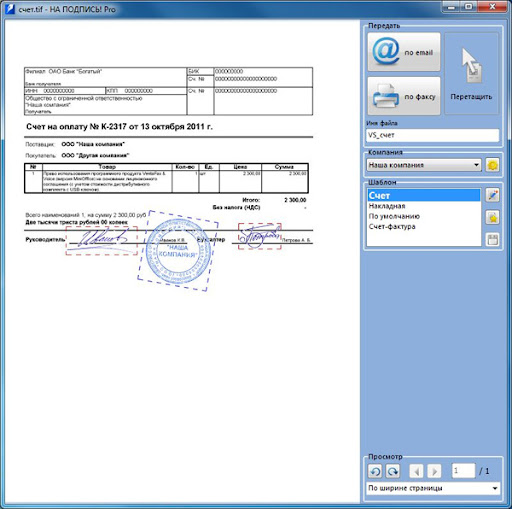 счет.tif - НА ПОДПИСЬ! Pro
Филиал ОАО Банк "Богатый"
БИК
000000000
Сч. №
00000000000000000000
Банк получателя
ИНН 0000000000
КПП 000000000
Сч. №
00000000000000000000
Общество с ограниченной ответственностью
"Наша компания"
Получатель
Счет на оплату № К-2317 от 13 октября 2011 г.
Поставщик: ООО "Наша компания"
Покупатель: ООО "Другая компания"
№ Товар Кол-во Ед. Цена Сумма
1 Право использования программного продукта VentaFax & 1 шт 2 300,00 2 300,00
Voice (версия MiniOffice) на основании лицензионного
соглашения (с учетом стоимости дистрибутивного
комплекта с USB-ключом)
Итого: 2 300,00
Без налога (НДС) -
Всего наименований 1, на сумму 2 300,00 руб
Две тысячи триста рублей 00 копеек
Руководитель
Бухгалтер
Петрова А. Б.
"НАША
КОМПАНИЯ"
Передать
по email
по факсу
Перетащить
Имя файла
VS_счет
Компания
Наша компания
Шаблон
Счет
Накладная
По умолчанию
Счет-фактура
Просмотр
1 / 1
По ширине страницы